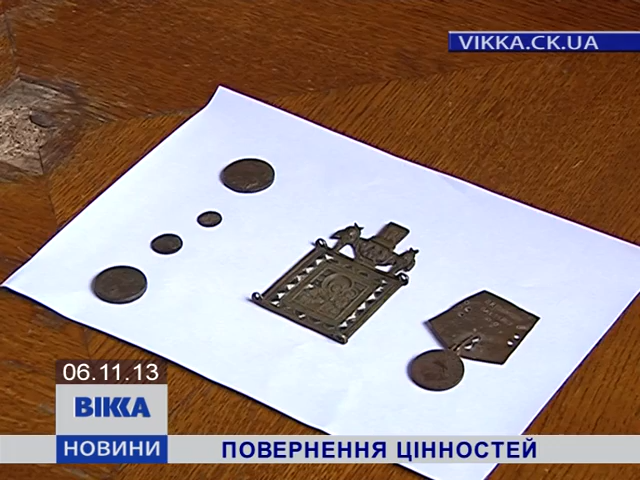 VIKKA.CK.UA
06.11.13
ВІККА
НОВИНИ
ПОВЕРНЕННЯ ЦІННОСТЕЙ